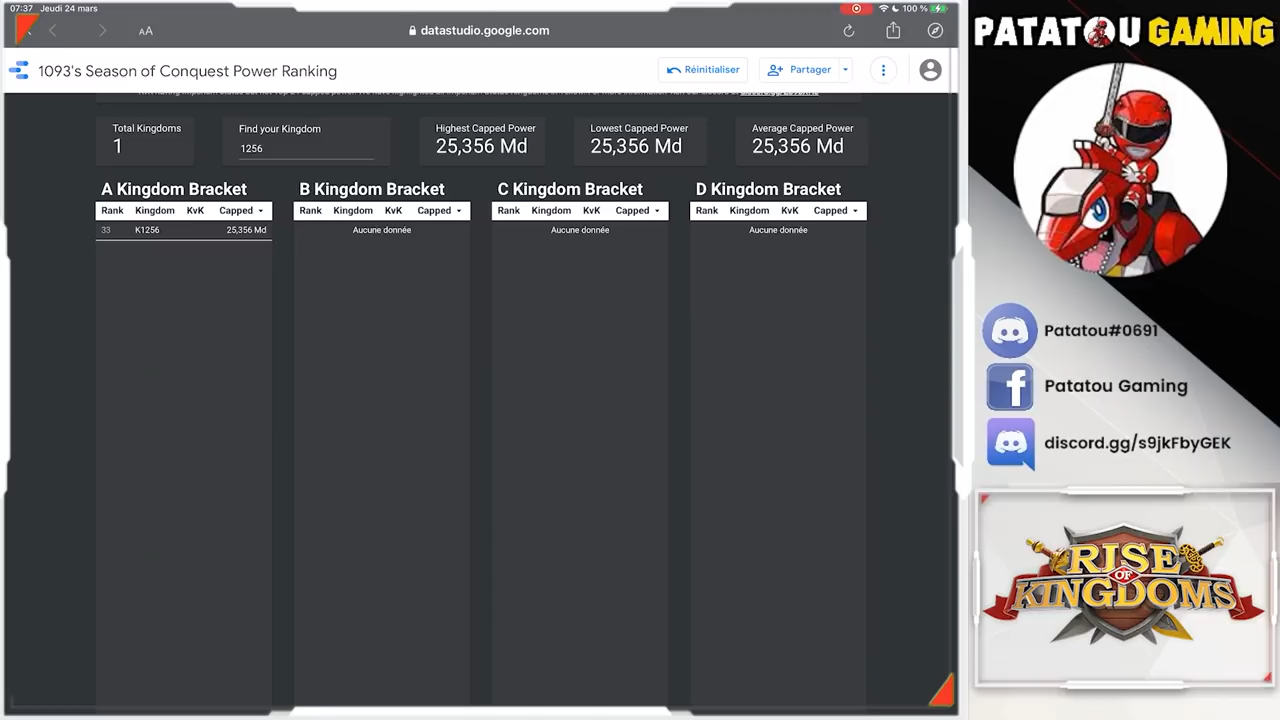 07:37 Jeudi 24 mars
100 %
AA
datastudio.google.com
1093's Season of Conquest Power Ranking
Réinitialiser
Partager
Total Kingdoms
1
Find your Kingdom
1256
Highest Capped Power
25,356 Md
Lowest Capped Power
25,356 Md
Average Capped Power
25,356 Md
A Kingdom Bracket
Rank Kingdom KvK Capped
33 K1256 25,356 Md
B Kingdom Bracket
Rank Kingdom KvK Capped
Aucune donnée
C Kingdom Bracket
Rank Kingdom KvK Capped
Aucune donnée
D Kingdom Bracket
Rank Kingdom KvK Capped
Aucune donnée
PATATOU GAMING
Patatou#0691
Patatou Gaming
discord.gg/s9jkFbyGEK
RISE
OF
KINGDOMS